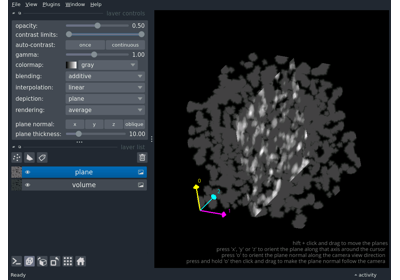 File View Plugins Window Help
layer controls
opacity: 0.50
contrast limits:
auto-contrast: once continuous
gamma: 1.00
colormap: gray
blending: additive
interpolation: linear
depiction: plane
rendering: average
plane normal: x y z oblique
plane thickness: 10.00
layer list
plane
volume
0
shift + click and drag to move the planes
press 'x', 'y' or 'z' to orient the plane along that axis around the cursor
press 'o' to orient the plane normal along the camera view direction
press and hold 'o' then click and drag to make the plane normal follow the camera
Ready
activity